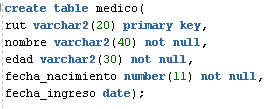 create table medico(
rut varchar2(20) primary key,
nombre varchar2(40) not null,
edad varchar2(30) not null,
fecha_nacimiento number(11) not null,
fecha_ingreso date);